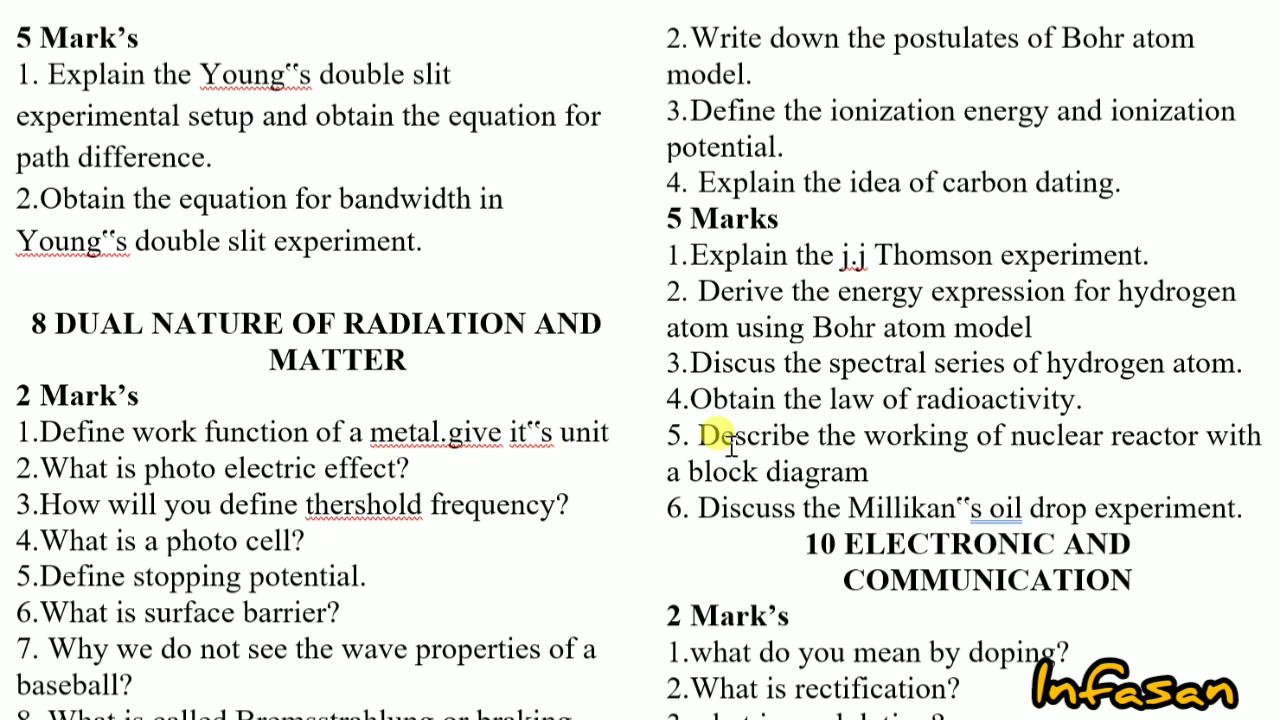 5 Mark’s
1. Explain the Young‟s double slit
experimental setup and obtain the equation for
path difference.
2.Obtain the equation for bandwidth in
Young‟s double slit experiment.
8 DUAL NATURE OF RADIATION AND
MATTER
2 Mark’s
1.Define work function of a metal.give it‟s unit
2.What is photo electric effect?
3.How will you define thershold frequency?
4.What is a photo cell?
5.Define stopping potential.
6.What is surface barrier?
7. Why we do not see the wave properties of a
baseball?
8. What is called Bremsstrahlung or braking
2.Write down the postulates of Bohr atom
model.
3.Define the ionization energy and ionization
potential.
4. Explain the idea of carbon dating.
5 Marks
1.Explain the j.j Thomson experiment.
2. Derive the energy expression for hydrogen
atom using Bohr atom model
3.Discus the spectral series of hydrogen atom.
4.Obtain the law of radioactivity.
5. Describe the working of nuclear reactor with
a block diagram
6. Discuss the Millikan‟s oil drop experiment.
10 ELECTRONIC AND
COMMUNICATION
2 Mark’s
1.what do you mean by doping?
2.What is rectification?
Infasan